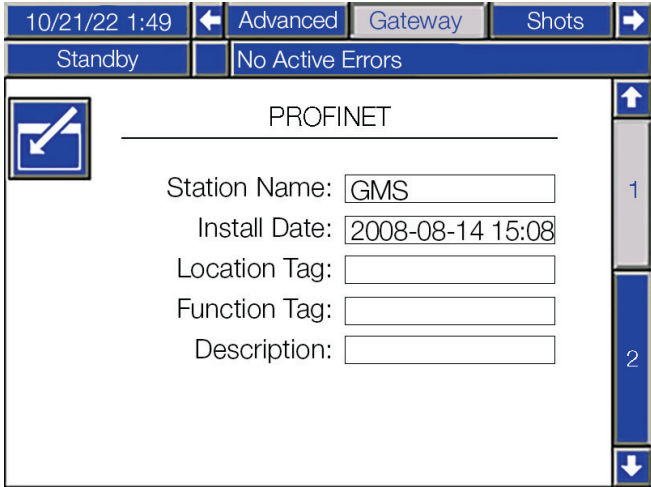 10/21/22 1:49 Advanced Gateway Shots
Standby No Active Errors
PROFINET
1
Station Name: GMS
Install Date: 2008-08-14 15:08
Location Tag:
Function Tag:
Description:
2